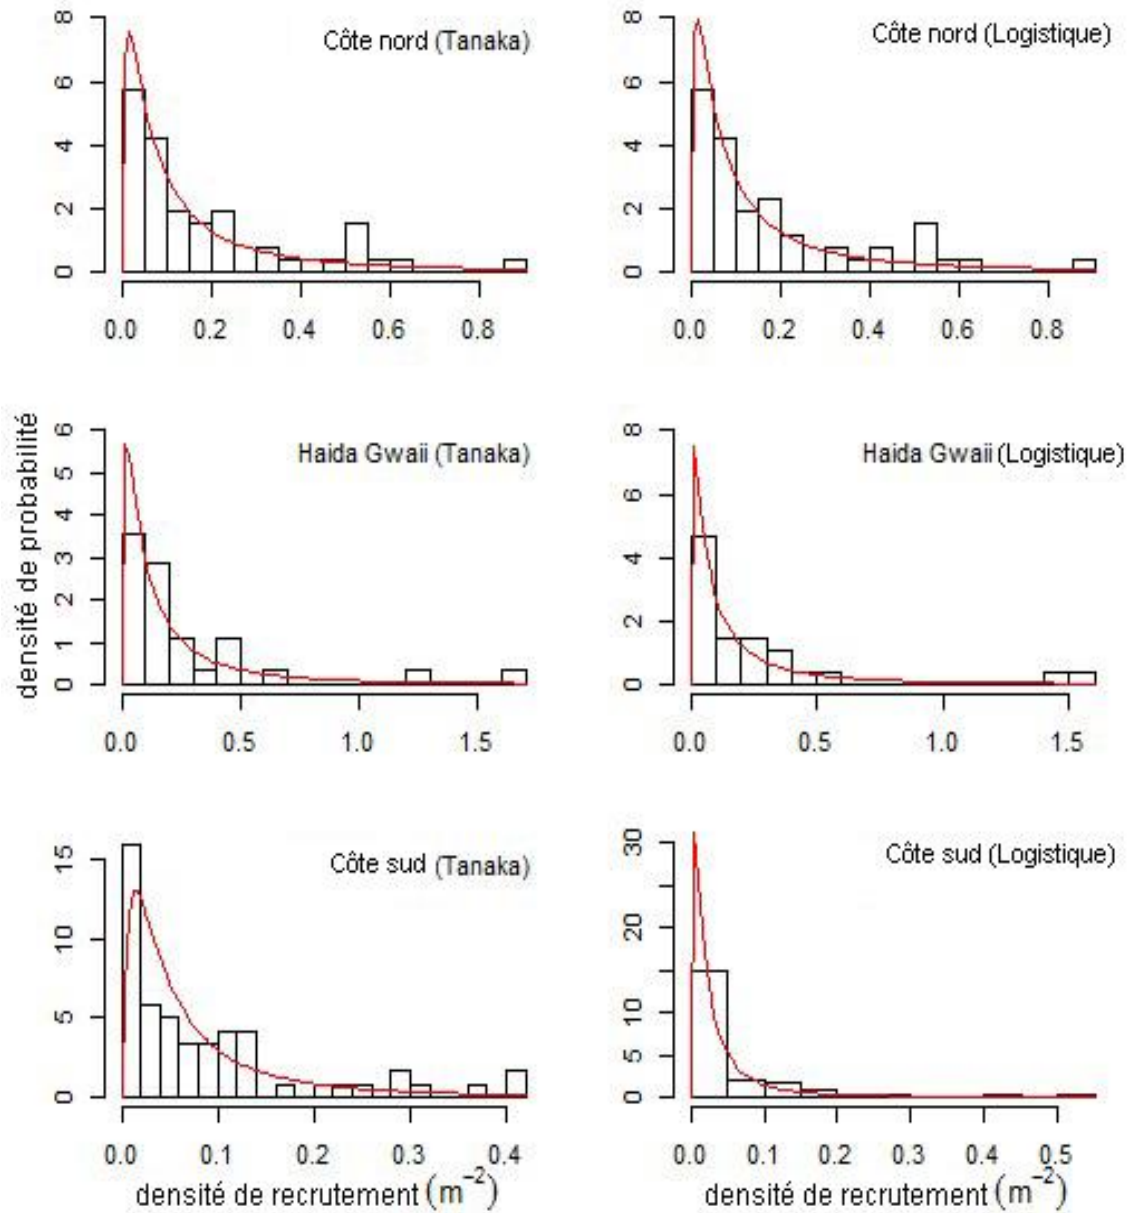 Côte nord (Tanaka)
8
6
4
2
0
0.0 0.2 0.4 0.6 0.8
Côte nord (Logistique)
8
6
4
2
0
0.0 0.2 0.4 0.6 0.8
densité de probabilité
Haida Gwaii (Tanaka)
6
5
4
3
2
1
0
0.0 0.5 1.0 1.5
Haida Gwaii (Logistique)
8
6
4
2
0
0.0 0.5 1.0 1.5
Côte sud (Tanaka)
15
10
5
0
0.0 0.1 0.2 0.3 0.4
densité de recrutement (m⁻²)
Côte sud (Logistique)
30
20
10
5
0
0.0 0.1 0.2 0.3 0.4 0.5
densité de recrutement (m⁻²)